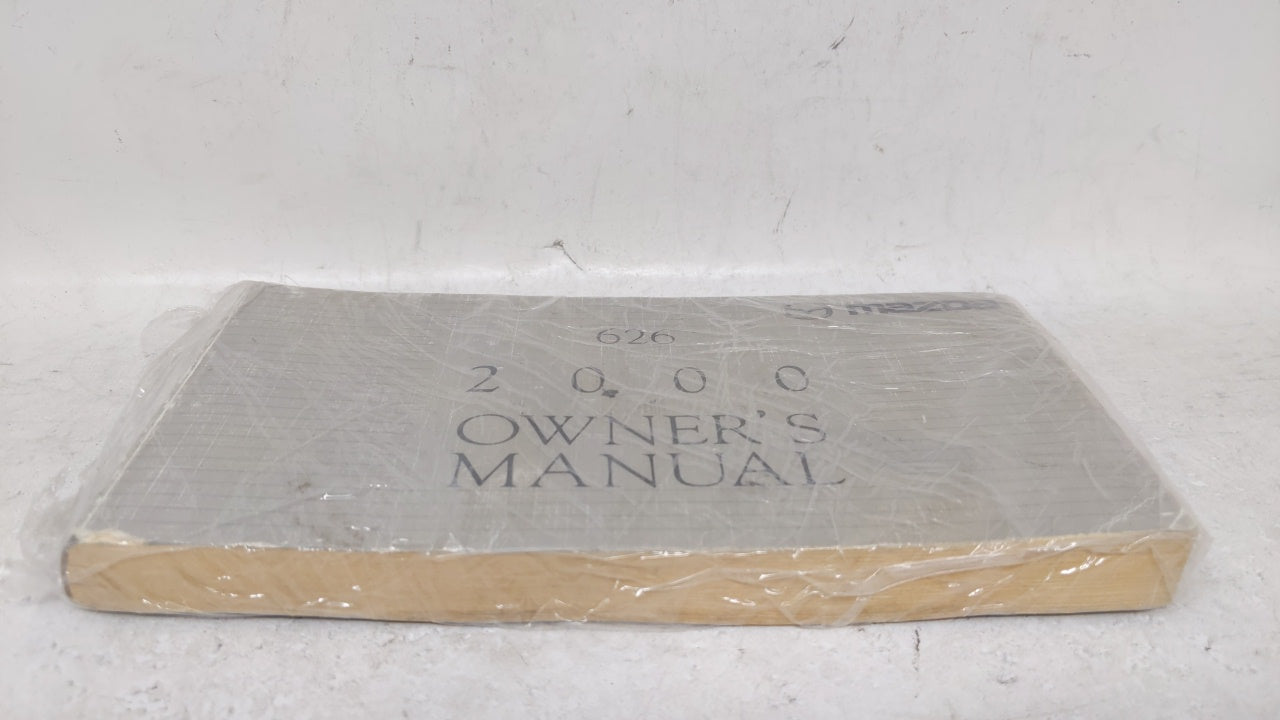 mazda
626
2000
OWNER'S
MANUAL